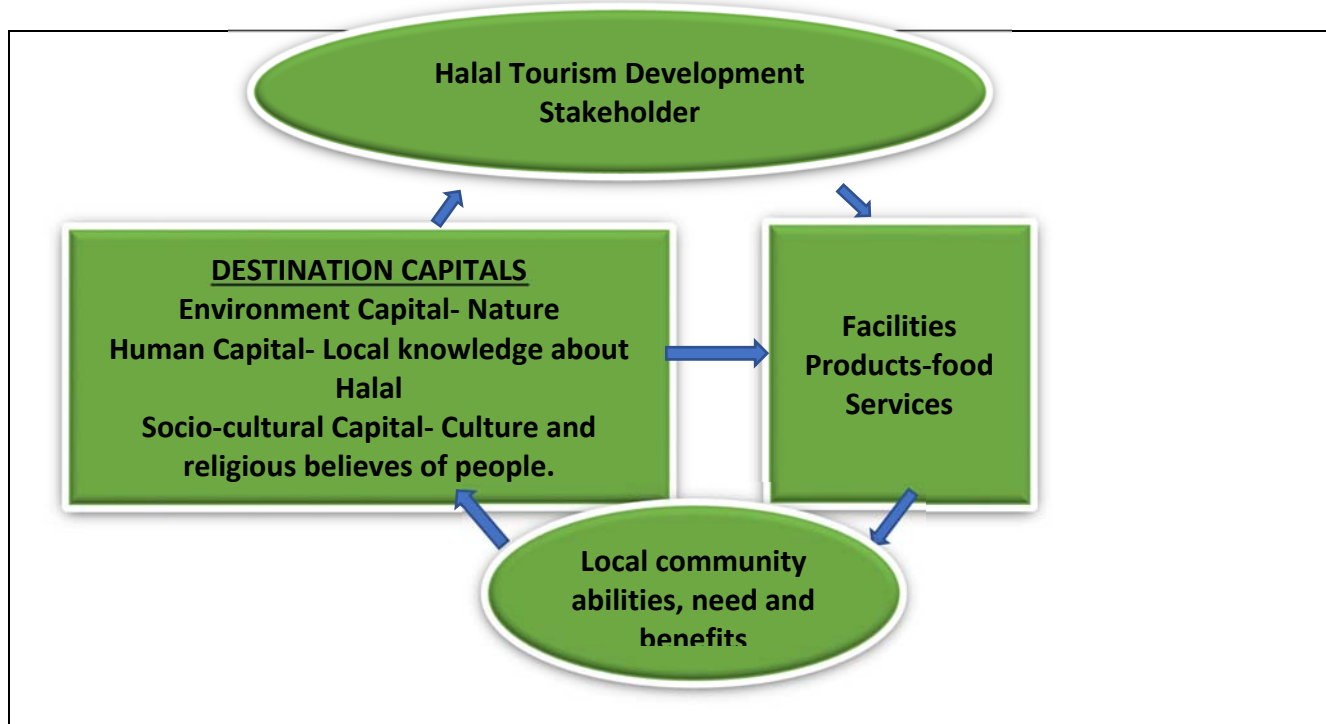 Halal Tourism Development
Stakeholder
DESTINATION CAPITALS
Environment Capital- Nature
Human Capital- Local knowledge about
Halal
Socio-cultural Capital- Culture and
religious believes of people.
Facilities
Products-food
Services
Local community
abilities, need and
benefits